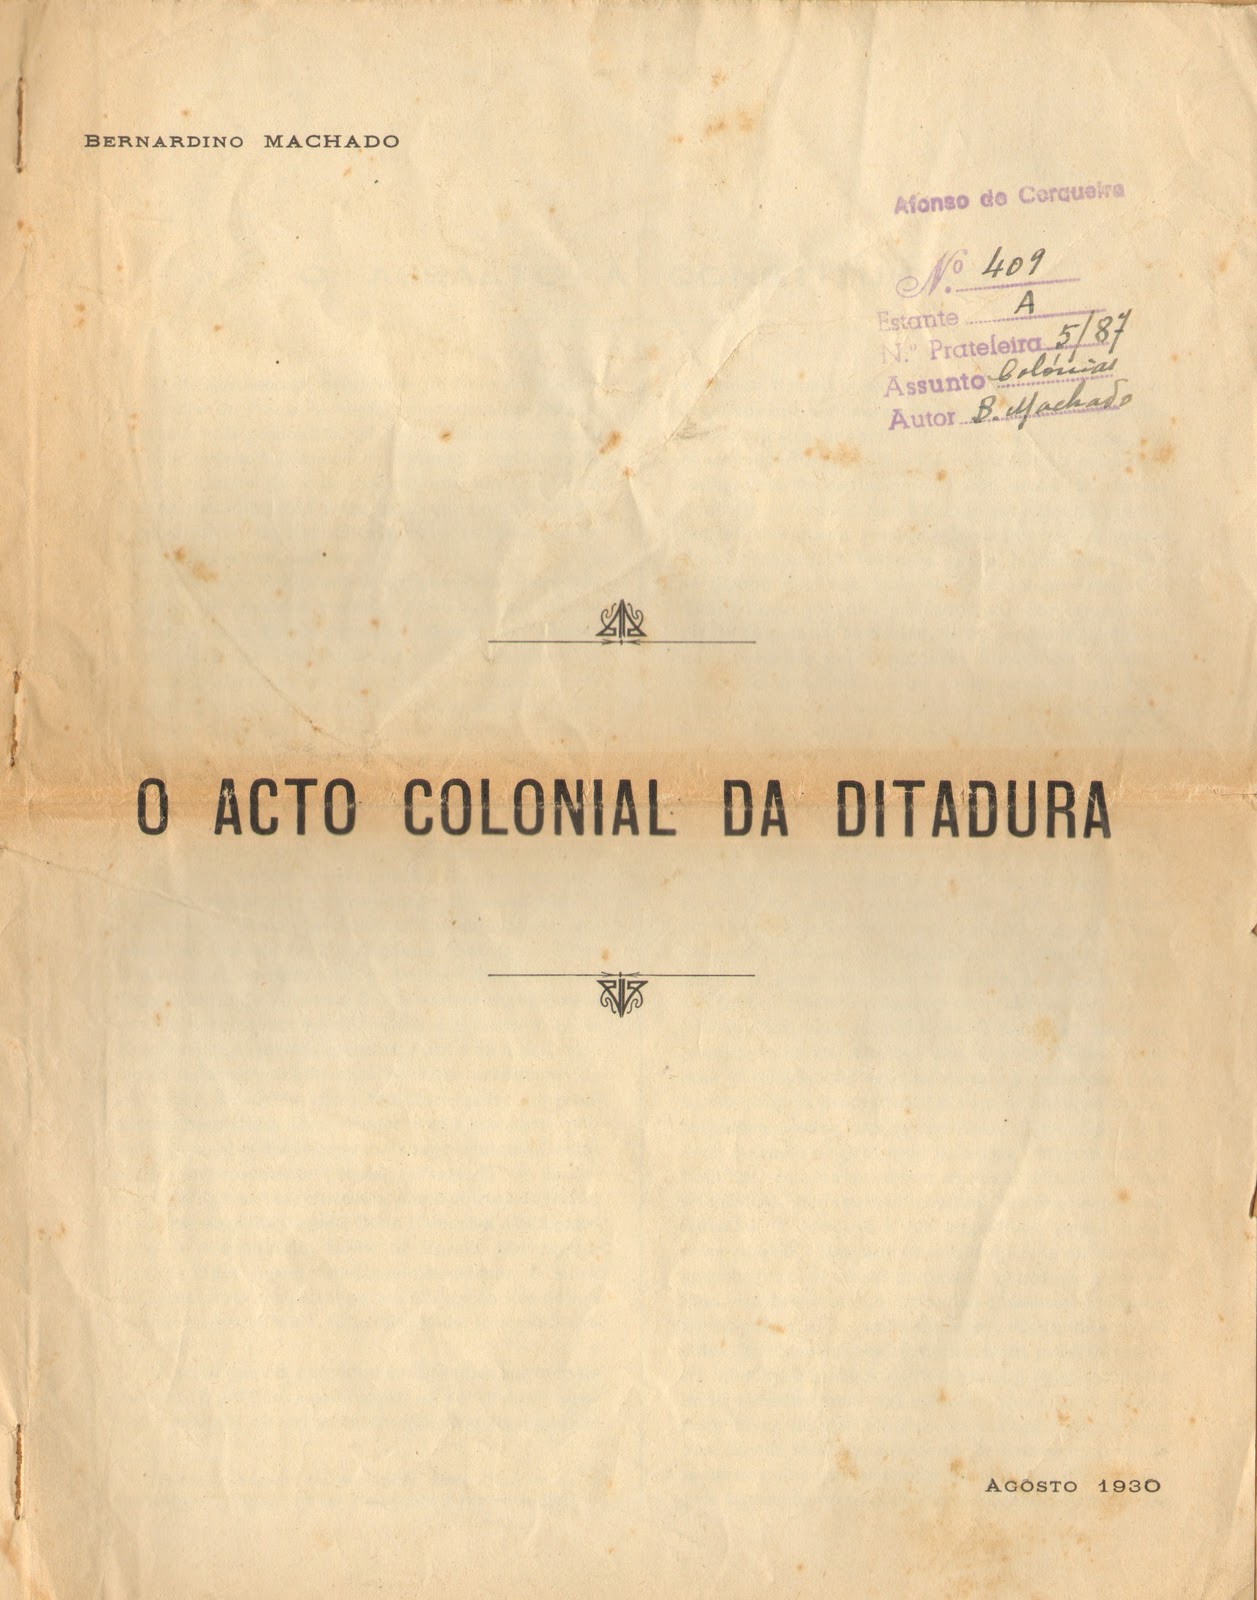 BERNARDINO MACHADO
Afonso de Cerqueira
Nº 409
Estante A
N.º Prateleira 5/87
Assunto Colónias
Autor B. Machado
O ACTO COLONIAL DA DITADURA
AGOSTO 1930